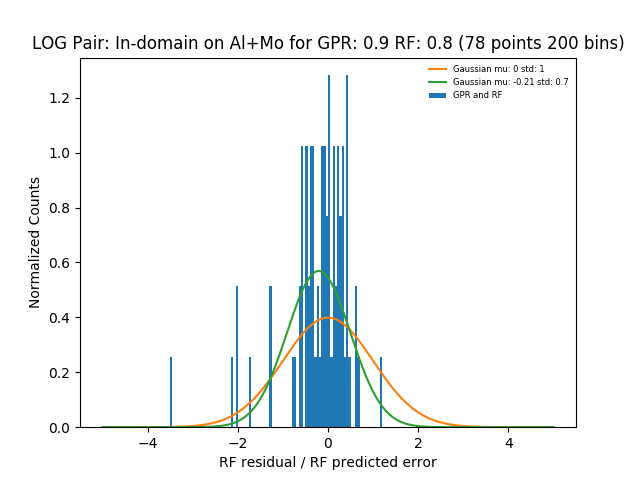 LOG Pair: In-domain on Al+Mo for GPR: 0.9 RF: 0.8 (78 points 200 bins)
Gaussian mu: 0 std: 1
Gaussian mu: -0.21 std: 0.7
GPR and RF
Normalized Counts
1.2
1.0
0.8
0.6
0.4
0.2
0.0
−4 −2 0 2 4
RF residual / RF predicted error